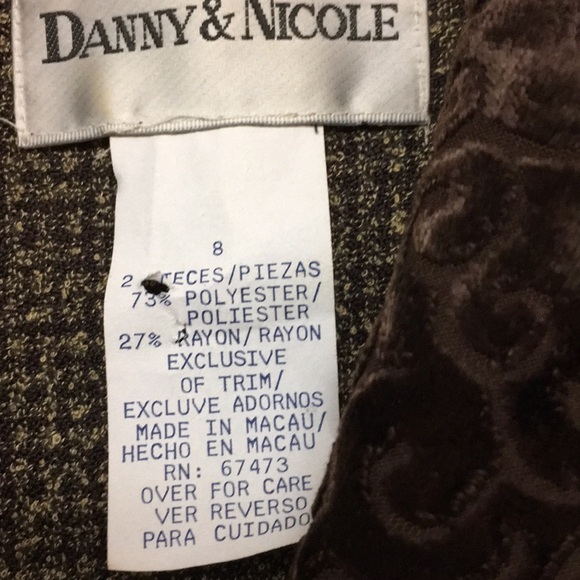 DANNY & NICOLE
8
2 IECES/PIEZAS
73% POLYESTER/
POLIESTER
27% RAYON/RAYON
EXCLUSIVE
OF TRIM/
EXCLUVE ADORNOS
MADE IN MACAU/
HECHO EN MACAU
RN: 67473
OVER FOR CARE
VER REVERSO
PARA CUIDADO